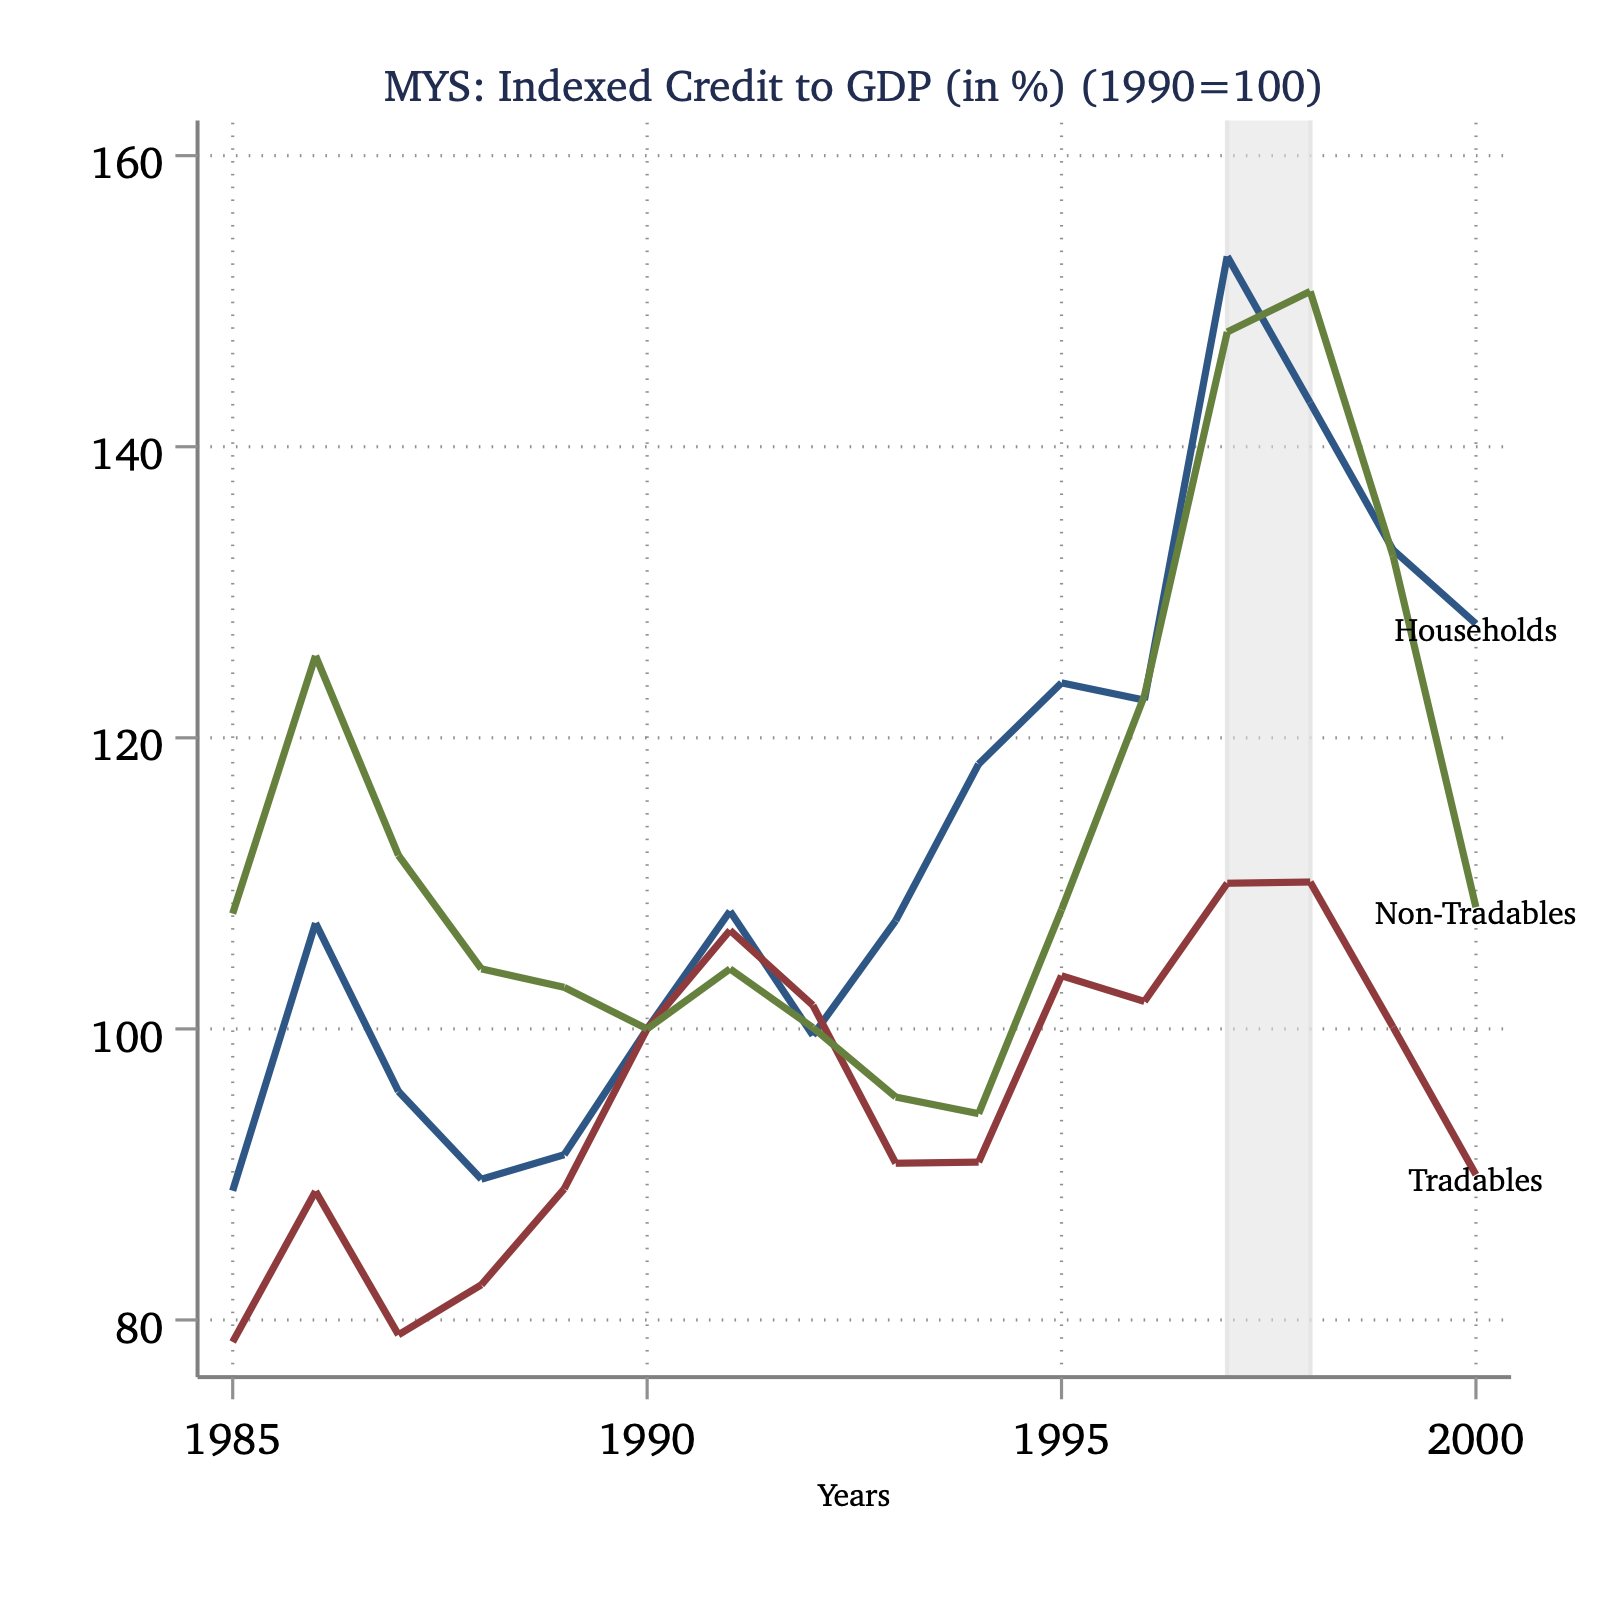 MYS: Indexed Credit to GDP (in %) (1990=100)
160
140
120
100
80
Households
Non-Tradables
Tradables
1985 1990 1995 2000
Years